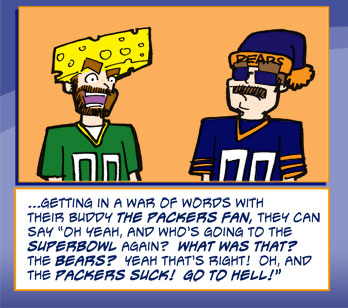 BEARS
00
00
...GETTING IN A WAR OF WORDS WITH
THEIR BUDDY THE PACKERS FAN, THEY CAN
SAY "OH YEAH, AND WHO'S GOING TO THE
SUPERBOWL AGAIN? WHAT WAS THAT?
THE BEARS? YEAH THAT'S RIGHT! OH, AND
THE PACKERS SUCK! GO TO HELL!"